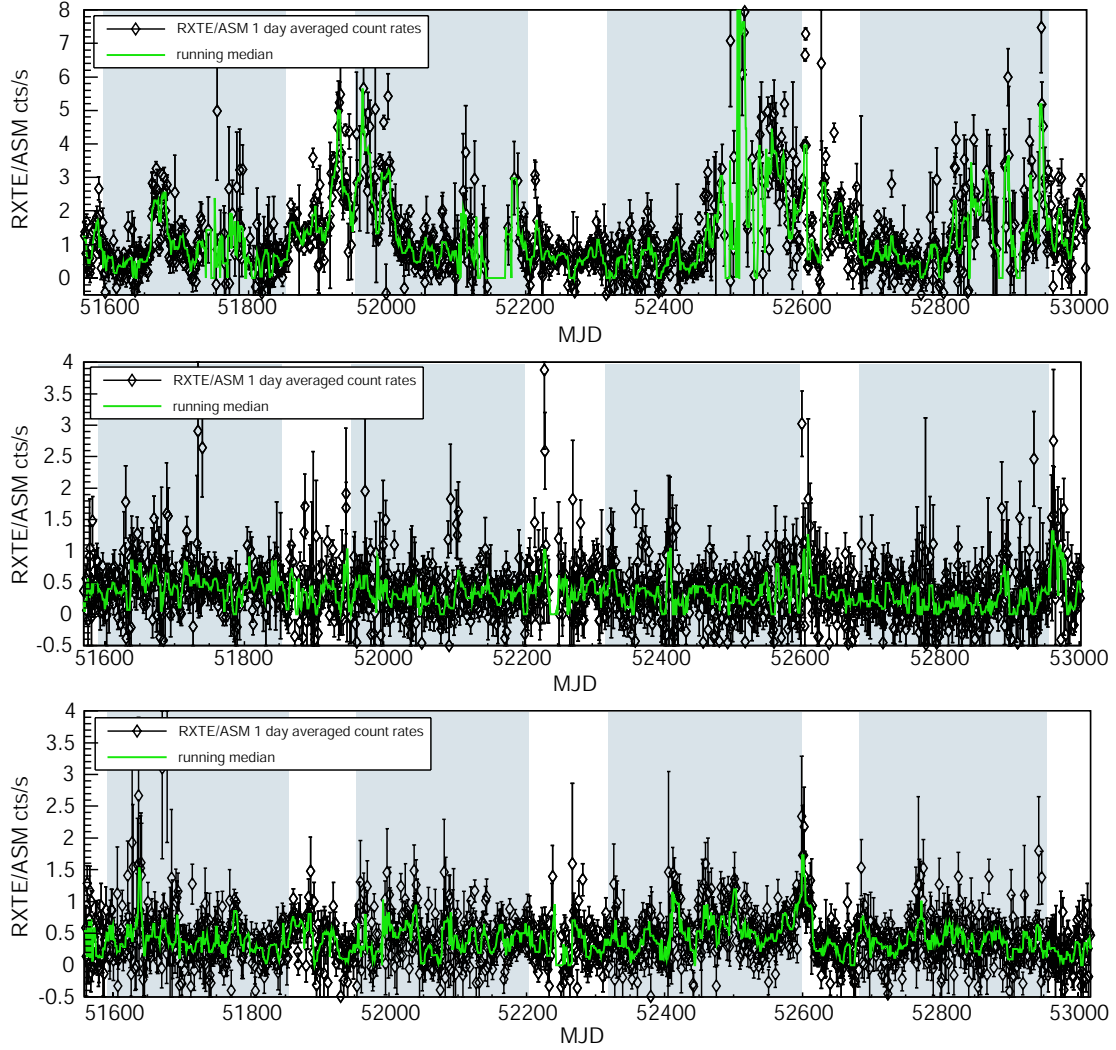 8
7
6
5
4
3
2
1
0
RXTE/ASM cts/s
RXTE/ASM 1 day averaged count rates
running median
51600 51800 52000 52200 52400 52600 52800 53000
MJD
4
3.5
3
2.5
2
1.5
1
0.5
0
-0.5
RXTE/ASM cts/s
RXTE/ASM 1 day averaged count rates
running median
51600 51800 52000 52200 52400 52600 52800 53000
MJD
4
3.5
3
2.5
2
1.5
1
0.5
0
-0.5
RXTE/ASM cts/s
RXTE/ASM 1 day averaged count rates
running median
51600 51800 52000 52200 52400 52600 52800 53000
MJD